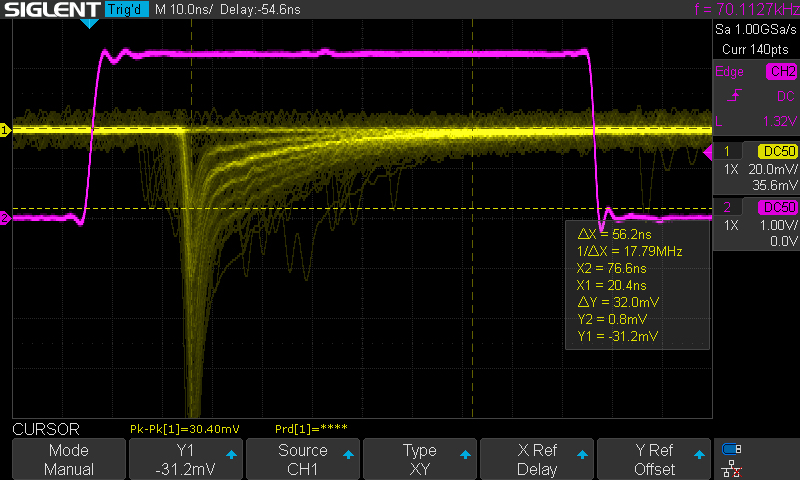 SIGLENT Trig'd M 10.0ns/ Delay:-54.6ns f = 70.1127kHz
Sa 1.00GSa/s
Curr 140pts
Edge CH2
DC
L 1.32V
1 DC50
1X 20.0mV/
35.6mV
2 DC50
1X 1.00V/
0.0V
1
2
ΔX = 56.2ns
1/ΔX = 17.79MHz
X2 = 76.6ns
X1 = 20.4ns
ΔY = 32.0mV
Y2 = 0.8mV
Y1 = -31.2mV
CURSOR Pk-Pk[1]=30.40mV Prd[1]=****
Mode Y1 Source Type X Ref Y Ref
Manual -31.2mV CH1 XY Delay Offset